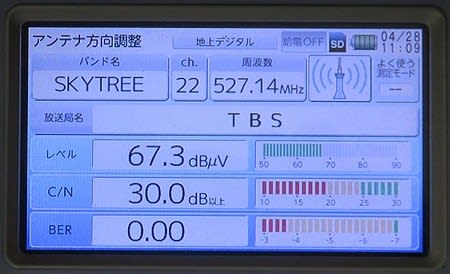 アンテナ方向調整 地上デジタル 給電OFF SD 04/28
11:09
バンド名 ch. 周波数 よく使う
測定モード
SKYTREE 22 527.14MHz --
放送局名 TBS
レベル 67.3dBμV 50 60 70 80 90
C/N 30.0dB以上 10 15 20 25 30
BER 0.00 -3 -4 -5 -6 -7